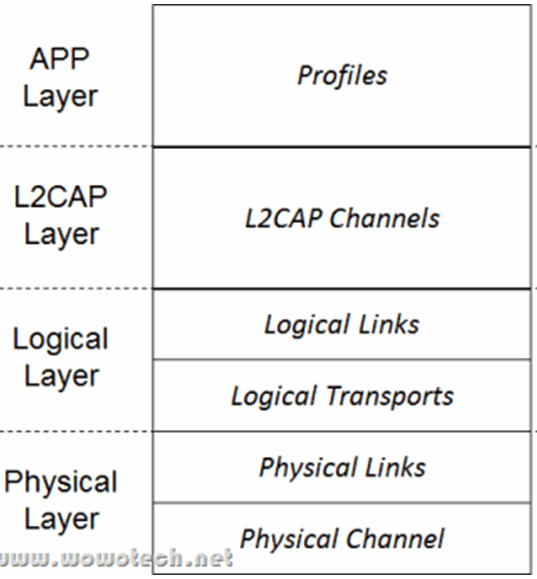 APP
Layer
Profiles
L2CAP
Layer
L2CAP Channels
Logical
Layer
Logical Links
Logical Transports
Physical
Layer
Physical Links
Physical Channel
www.wowotech.net